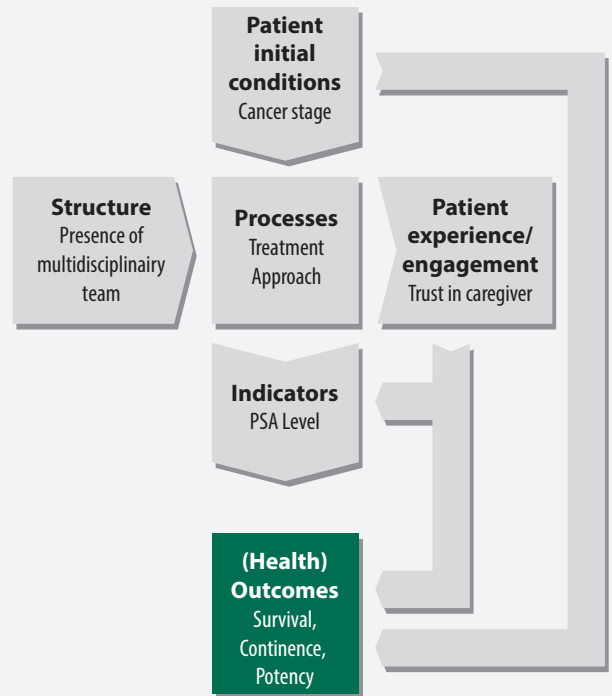 Patient
initial
conditions
Cancer stage
Structure
Presence of
multidisciplinairy
team
Processes
Treatment
Approach
Patient
experience/
engagement
Trust in caregiver
Indicators
PSA Level
(Health)
Outcomes
Survival,
Continence,
Potency